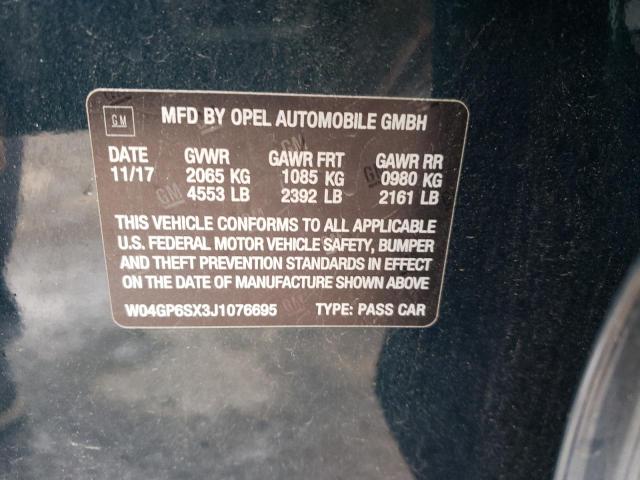 GM MFD BY OPEL AUTOMOBILE GMBH
DATE GVWR GAWR FRT GAWR RR
11/17 2065 KG 1085 KG 0980 KG
4553 LB 2392 LB 2161 LB
THIS VEHICLE CONFORMS TO ALL APPLICABLE
U.S. FEDERAL MOTOR VEHICLE SAFETY, BUMPER
AND THEFT PREVENTION STANDARDS IN EFFECT
ON THE DATE OF MANUFACTURE SHOWN ABOVE
W04GP6SX3J1076695 TYPE: PASS CAR